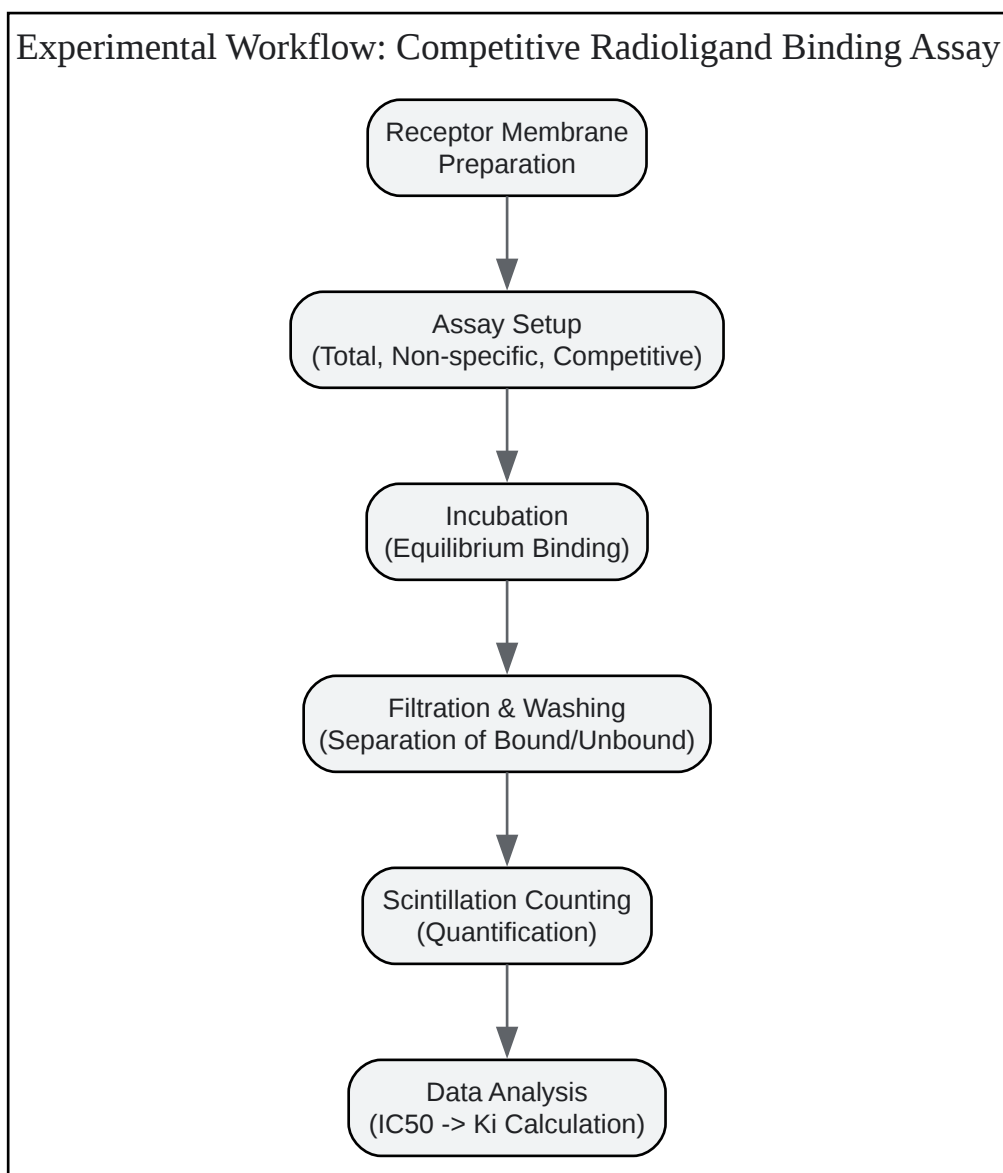 Experimental Workflow: Competitive Radioligand Binding Assay
Receptor Membrane
Preparation
Assay Setup
(Total, Non-specific, Competitive)
Incubation
(Equilibrium Binding)
Filtration & Washing
(Separation of Bound/Unbound)
Scintillation Counting
(Quantification)
Data Analysis
(IC50 -> Ki Calculation)